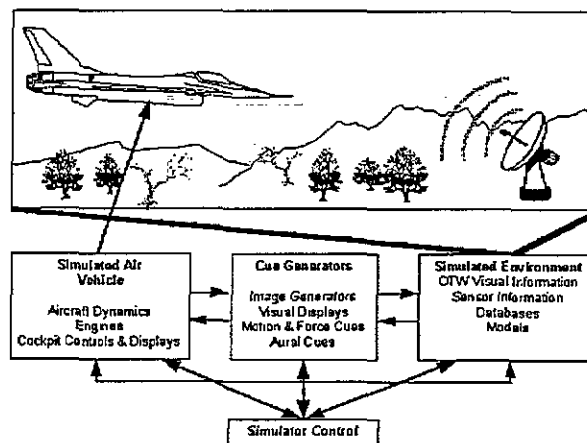 Simulated Air
Vehicle
Aircraft Dynamics
Engines
Cockpit Controls & Displays
Cue Generators
Image Generators
Visual Displays
Motion & Force Cues
Aural Cues
Simulated Environment
OTW Visual Information
Sensor Information
Databases
Models
Simulator Control